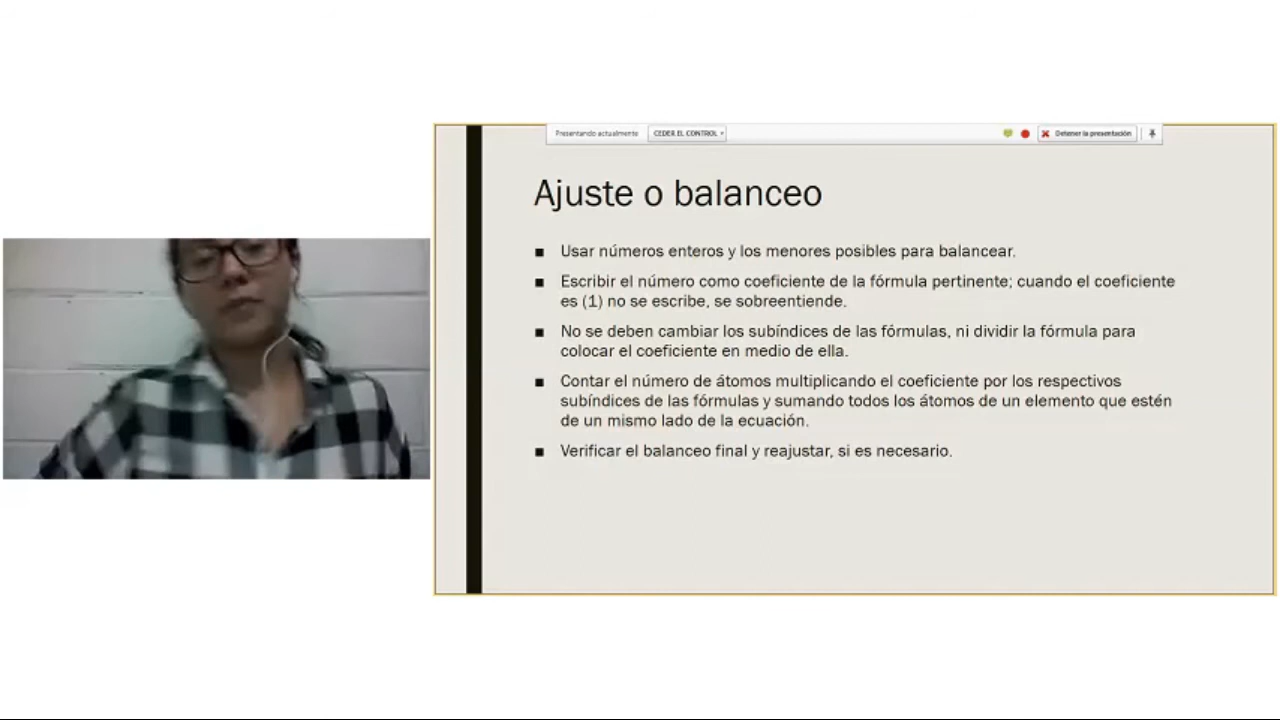 Presentando actualmente CEDER EL CONTROL Detener la presentación
Ajuste o balanceo
■ Usar números enteros y los menores posibles para balancear.
■ Escribir el número como coeficiente de la fórmula pertinente; cuando el coeficiente
es (1) no se escribe, se sobreentiende.
■ No se deben cambiar los subíndices de las fórmulas, ni dividir la fórmula para
colocar el coeficiente en medio de ella.
■ Contar el número de átomos multiplicando el coeficiente por los respectivos
subíndices de las fórmulas y sumando todos los átomos de un elemento que estén
de un mismo lado de la ecuación.
■ Verificar el balanceo final y reajustar, si es necesario.